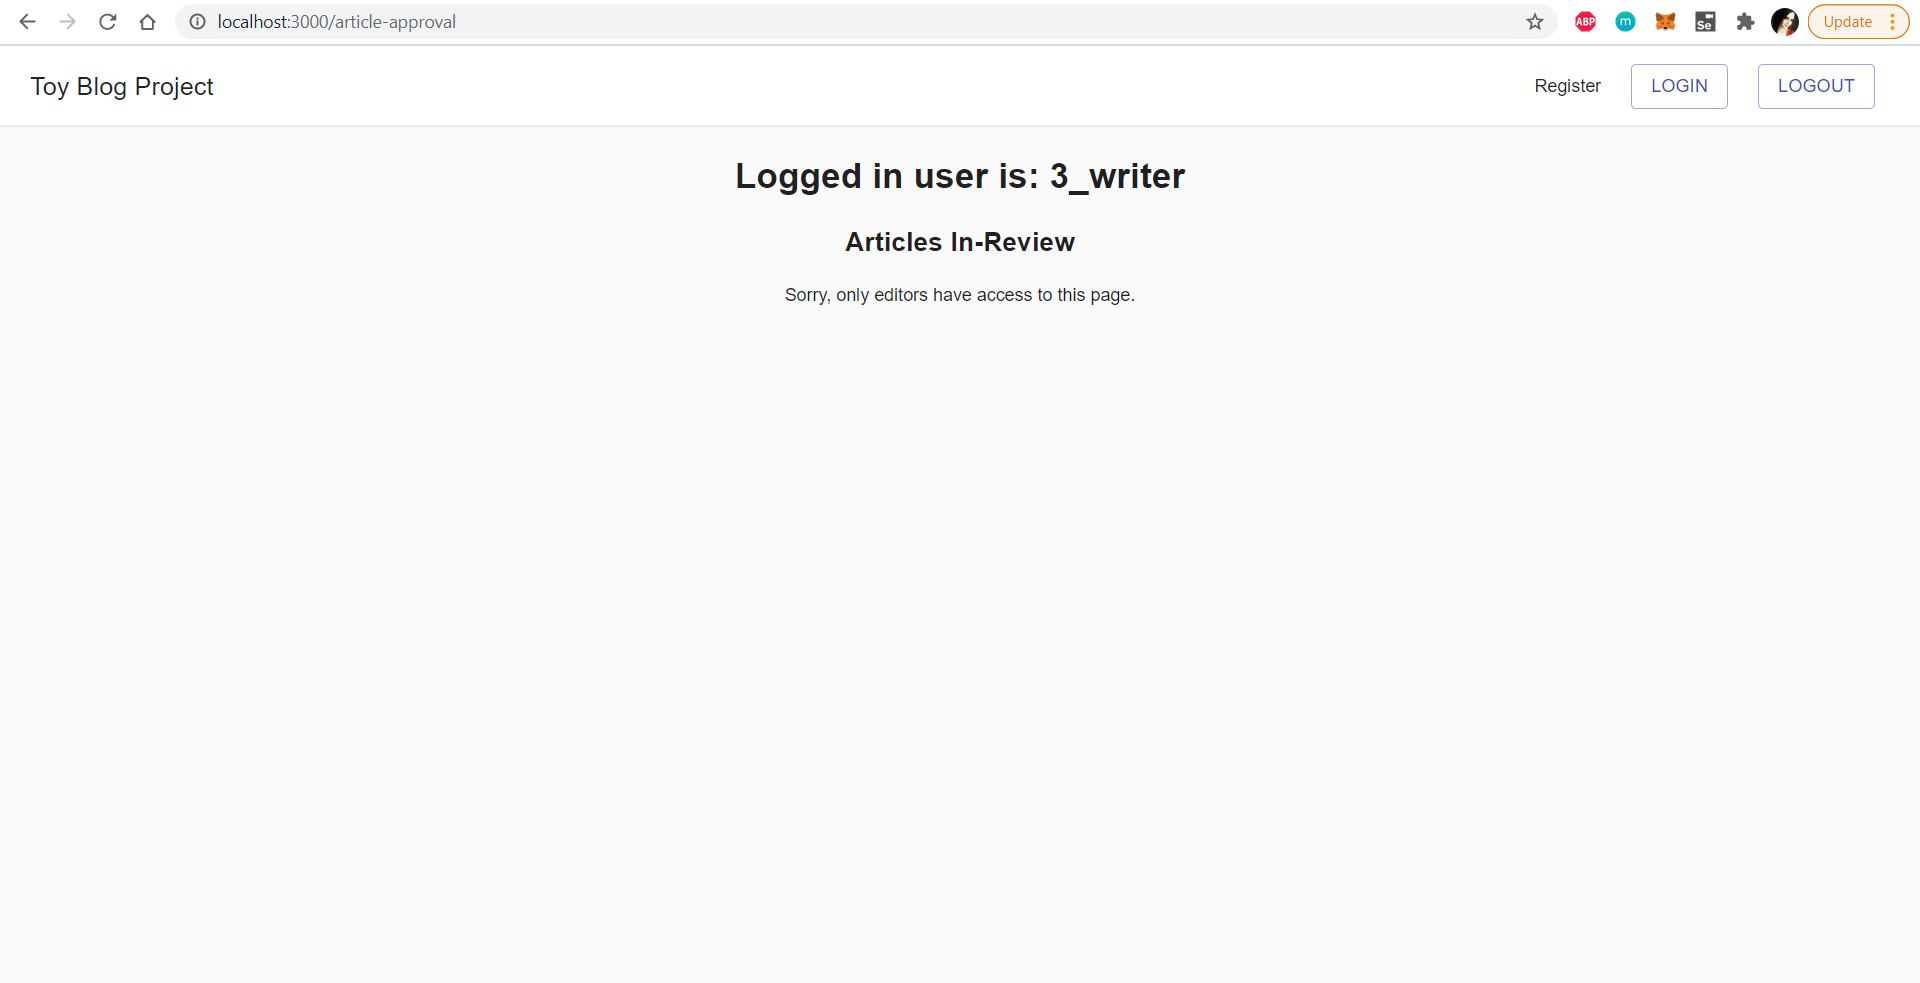 localhost:3000/article-approval
ABP
m
Se
Update
Toy Blog Project
Register
LOGIN
LOGOUT
Logged in user is: 3_writer
Articles In-Review
Sorry, only editors have access to this page.